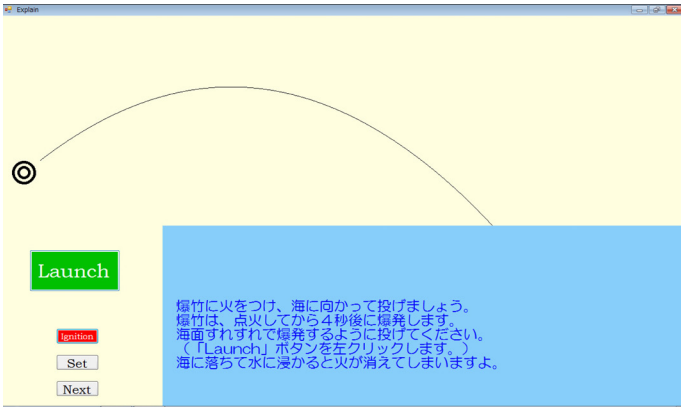 Explain
Launch
Ignition
Set
Next
爆竹に火をつけ、海に向かって投げましょう。
爆竹は、点火してから４秒後に爆発します。
海面すれすれで爆発するように投げてください。
（「Launch」ボタンを左クリックします。）
海に落ちて水に浸かると火が消えてしまいますよ。